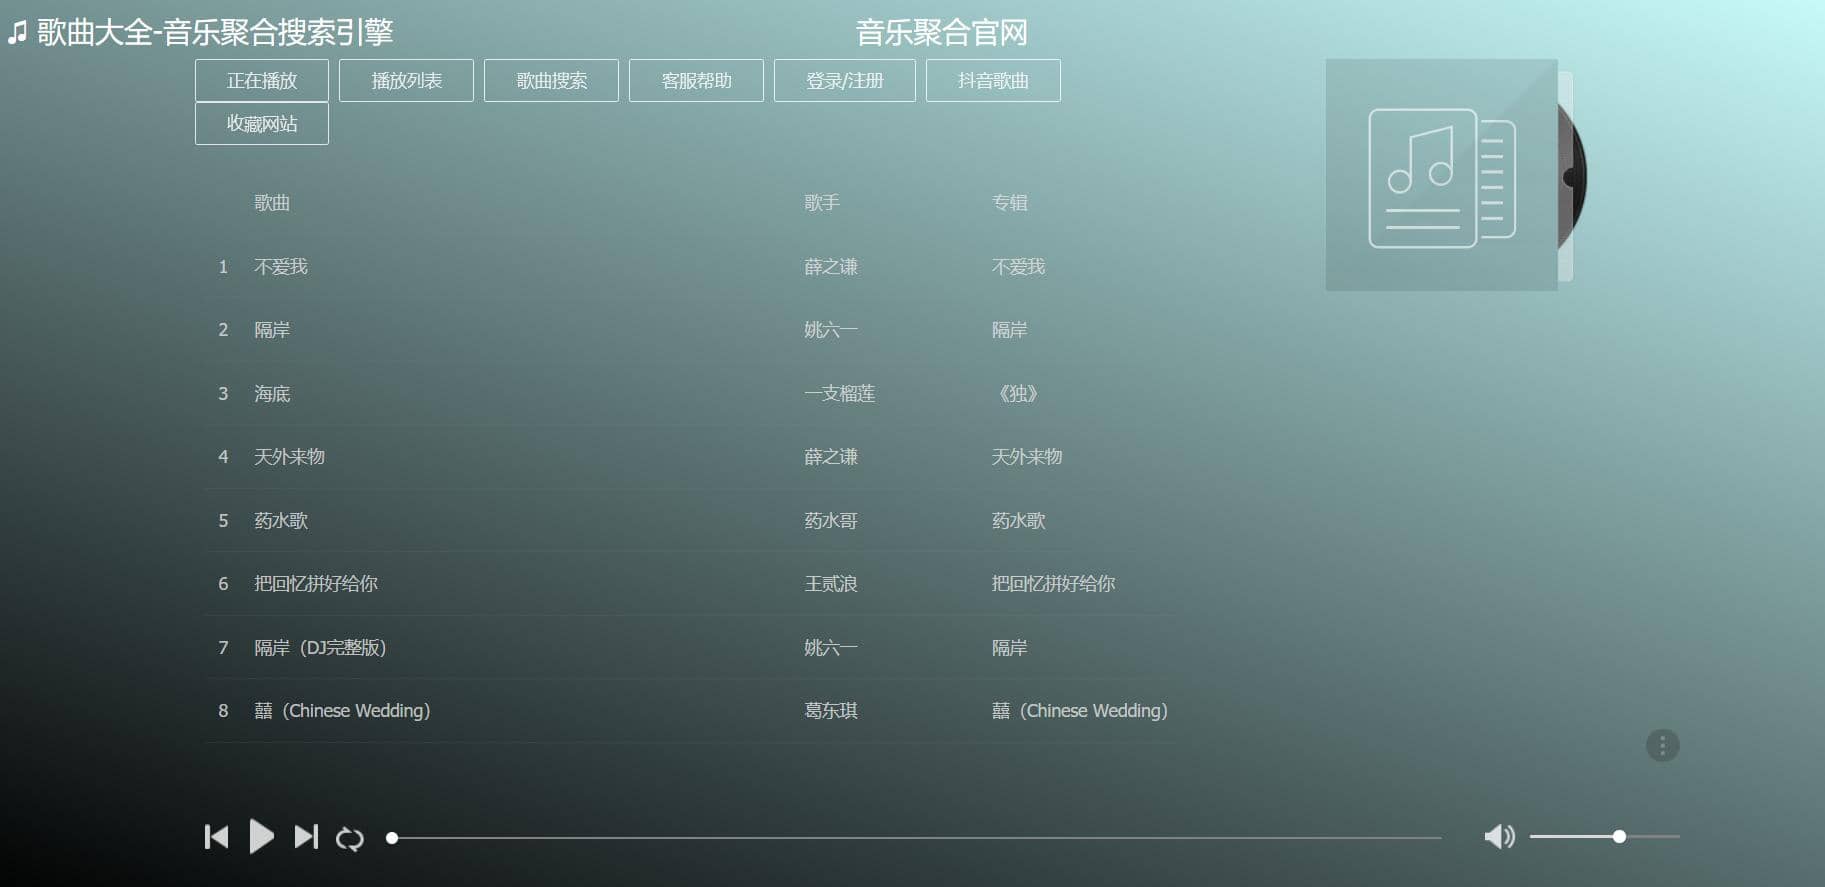 歌曲大全-音乐聚合搜索引擎 音乐聚合官网
正在播放 播放列表 歌曲搜索 客服帮助 登录/注册 抖音歌曲
收藏网站
歌曲 歌手 专辑
1 不爱我 薛之谦 不爱我
2 隔岸 姚六一 隔岸
3 海底 一支榴莲 《独》
4 天外来物 薛之谦 天外来物
5 药水歌 药水哥 药水歌
6 把回忆拼好给你 王贰浪 把回忆拼好给你
7 隔岸（DJ完整版） 姚六一 隔岸
8 囍（Chinese Wedding） 葛东琪 囍（Chinese Wedding）